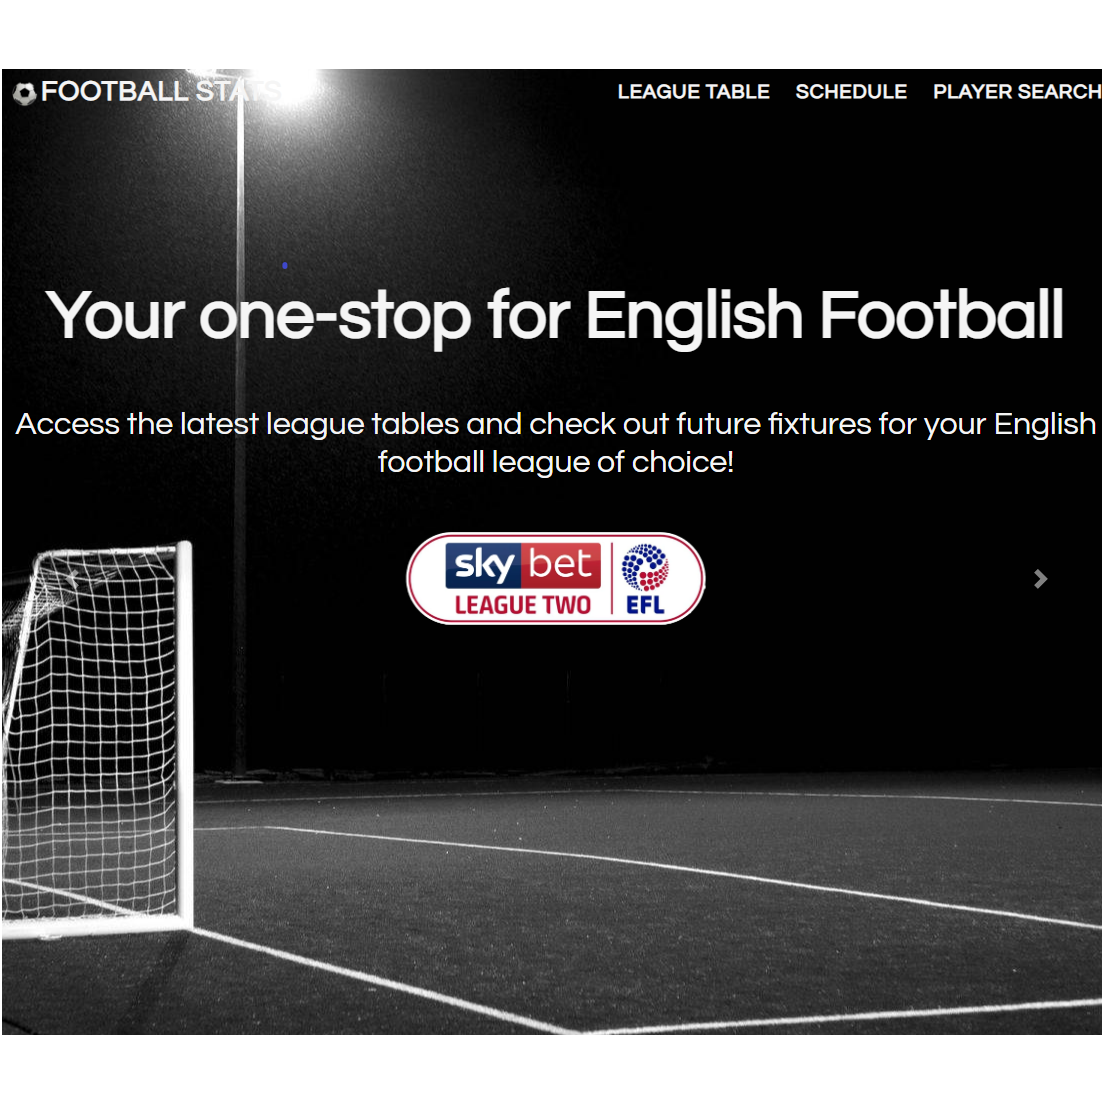 FOOTBALL STATS
LEAGUE TABLE SCHEDULE PLAYER SEARCH
Your one-stop for English Football
Access the latest league tables and check out future fixtures for your English
football league of choice!
sky bet
LEAGUE TWO EFL